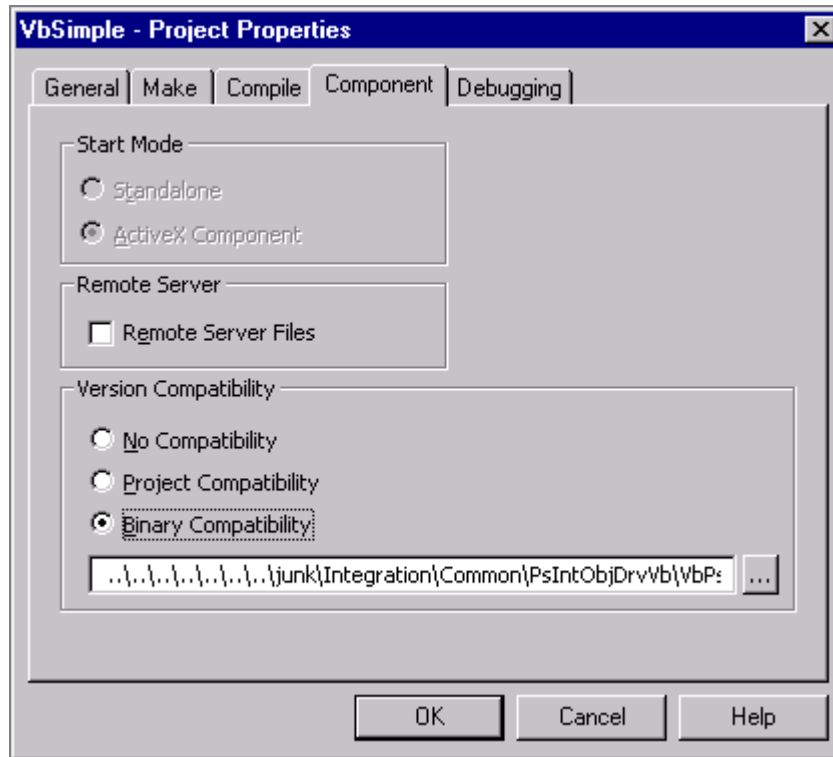 VbSimple - Project Properties
General Make Compile Component Debugging
Start Mode
Standalone
ActiveX Component
Remote Server
Remote Server Files
Version Compatibility
No Compatibility
Project Compatibility
Binary Compatibility
..\..\..\..\..\..\..\junk\Integration\Common\PsIntObjDrvVb\VbPs ...
OK Cancel Help